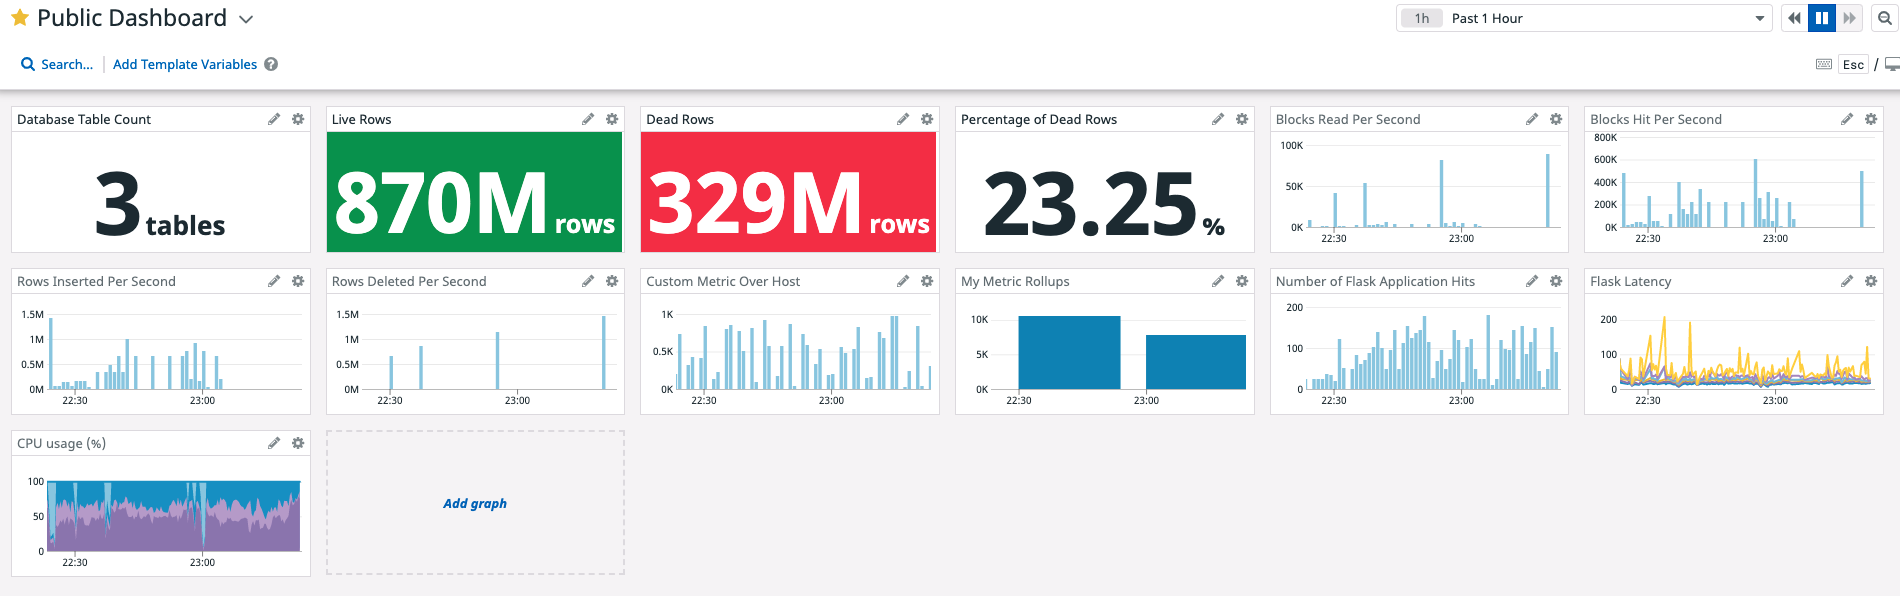 Public Dashboard
1h Past 1 Hour
Search... Add Template Variables ?
Esc /
Database Table Count
3 tables
Live Rows
870M rows
Dead Rows
329M rows
Percentage of Dead Rows
23.25 %
Blocks Read Per Second
100K
50K
0K
22:30 23:00
Blocks Hit Per Second
800K
600K
400K
200K
0K
22:30 23:00
Rows Inserted Per Second
1.5M
1M
0.5M
0M
22:30 23:00
Rows Deleted Per Second
1.5M
1M
0.5M
0M
22:30 23:00
Custom Metric Over Host
1K
0.5K
0K
22:30 23:00
My Metric Rollups
10K
5K
0K
22:30 23:00
Number of Flask Application Hits
200
100
0
22:30 23:00
Flask Latency
200
100
0
22:30 23:00
CPU usage (%)
100
50
0
22:30 23:00
Add graph